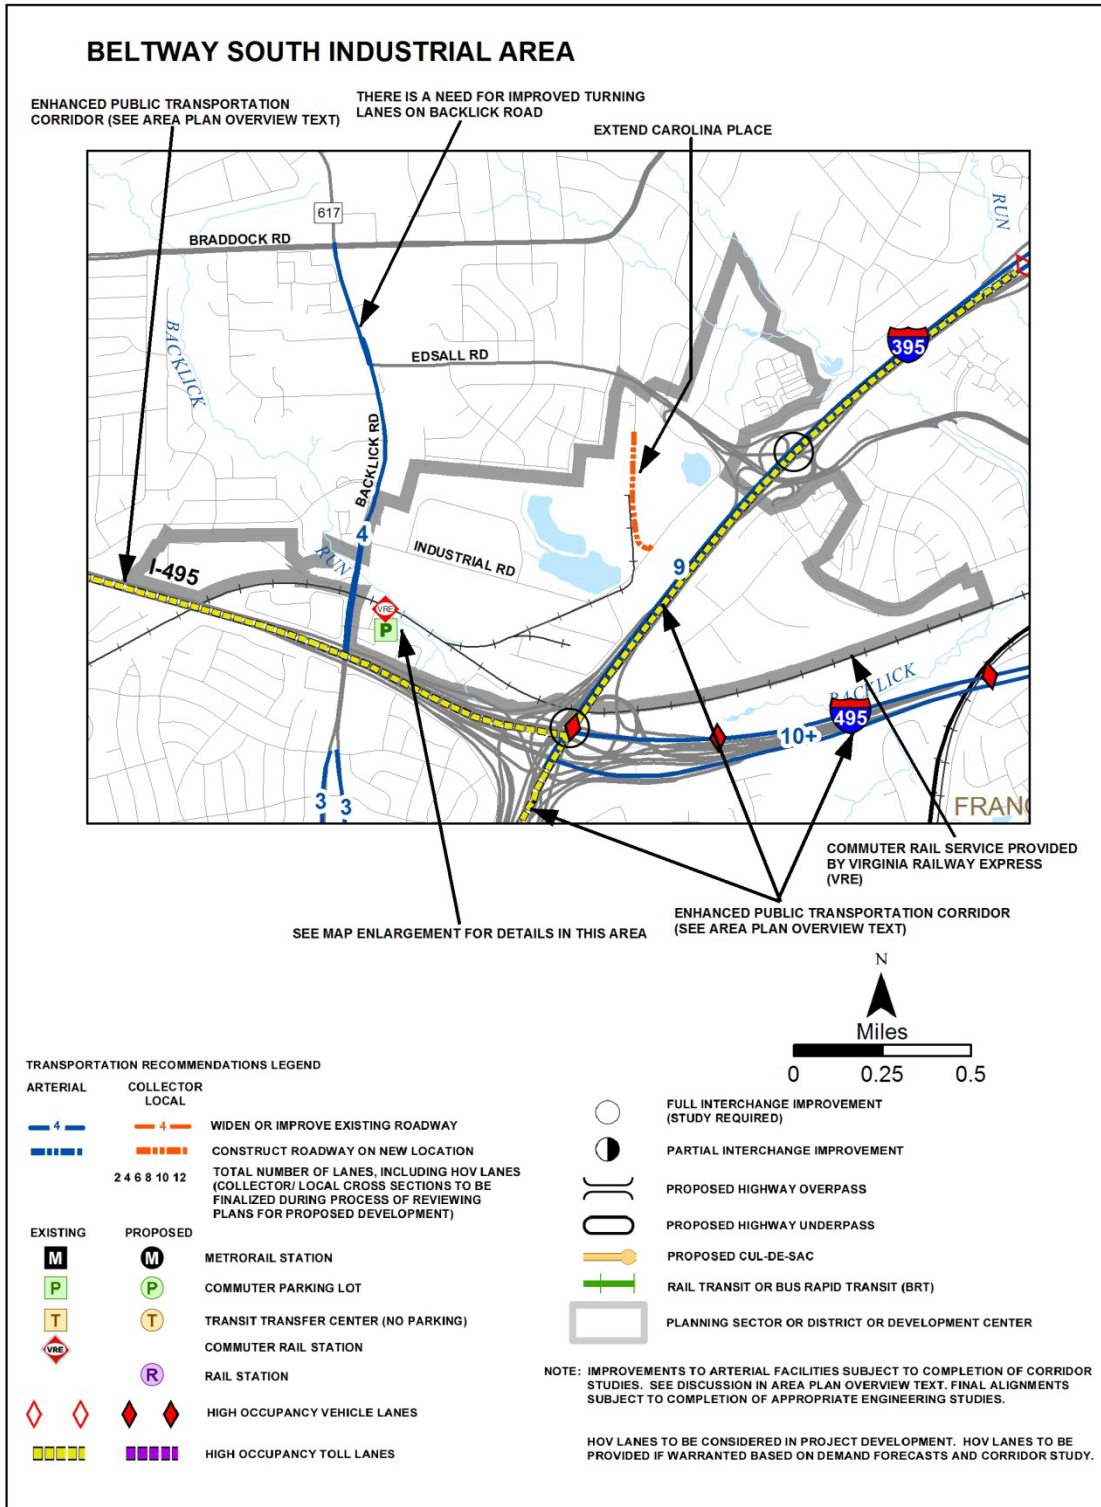 BELTWAY SOUTH INDUSTRIAL AREA
ENHANCED PUBLIC TRANSPORTATION
CORRIDOR (SEE AREA PLAN OVERVIEW TEXT)
THERE IS A NEED FOR IMPROVED TURNING
LANES ON BACKLICK ROAD
EXTEND CAROLINA PLACE
617
BRADDOCK RD
RUN
BACKLICK
EDSALL RD
395
BACKLICK RD
4
RUN
INDUSTRIAL RD
I-495
9
VRE
P
BACKLICK
495
10+
3
3
FRANC
COMMUTER RAIL SERVICE PROVIDED
BY VIRGINIA RAILWAY EXPRESS
(VRE)
ENHANCED PUBLIC TRANSPORTATION CORRIDOR
(SEE AREA PLAN OVERVIEW TEXT)
SEE MAP ENLARGEMENT FOR DETAILS IN THIS AREA
N
Miles
0 0.25 0.5
TRANSPORTATION RECOMMENDATIONS LEGEND
ARTERIAL
COLLECTOR
LOCAL
4 4 WIDEN OR IMPROVE EXISTING ROADWAY
CONSTRUCT ROADWAY ON NEW LOCATION
2 4 6 8 10 12 TOTAL NUMBER OF LANES, INCLUDING HOV LANES
(COLLECTOR/ LOCAL CROSS SECTIONS TO BE
FINALIZED DURING PROCESS OF REVIEWING
PLANS FOR PROPOSED DEVELOPMENT)
EXISTING PROPOSED
M M METRORAIL STATION
P P COMMUTER PARKING LOT
T T TRANSIT TRANSFER CENTER (NO PARKING)
VRE COMMUTER RAIL STATION
R RAIL STATION
HIGH OCCUPANCY VEHICLE LANES
HIGH OCCUPANCY TOLL LANES
FULL INTERCHANGE IMPROVEMENT
(STUDY REQUIRED)
PARTIAL INTERCHANGE IMPROVEMENT
PROPOSED HIGHWAY OVERPASS
PROPOSED HIGHWAY UNDERPASS
PROPOSED CUL-DE-SAC
RAIL TRANSIT OR BUS RAPID TRANSIT (BRT)
PLANNING SECTOR OR DISTRICT OR DEVELOPMENT CENTER
NOTE: IMPROVEMENTS TO ARTERIAL FACILITIES SUBJECT TO COMPLETION OF CORRIDOR
STUDIES. SEE DISCUSSION IN AREA PLAN OVERVIEW TEXT. FINAL ALIGNMENTS
SUBJECT TO COMPLETION OF APPROPRIATE ENGINEERING STUDIES.
HOV LANES TO BE CONSIDERED IN PROJECT DEVELOPMENT. HOV LANES TO BE
PROVIDED IF WARRANTED BASED ON DEMAND FORECASTS AND CORRIDOR STUDY.